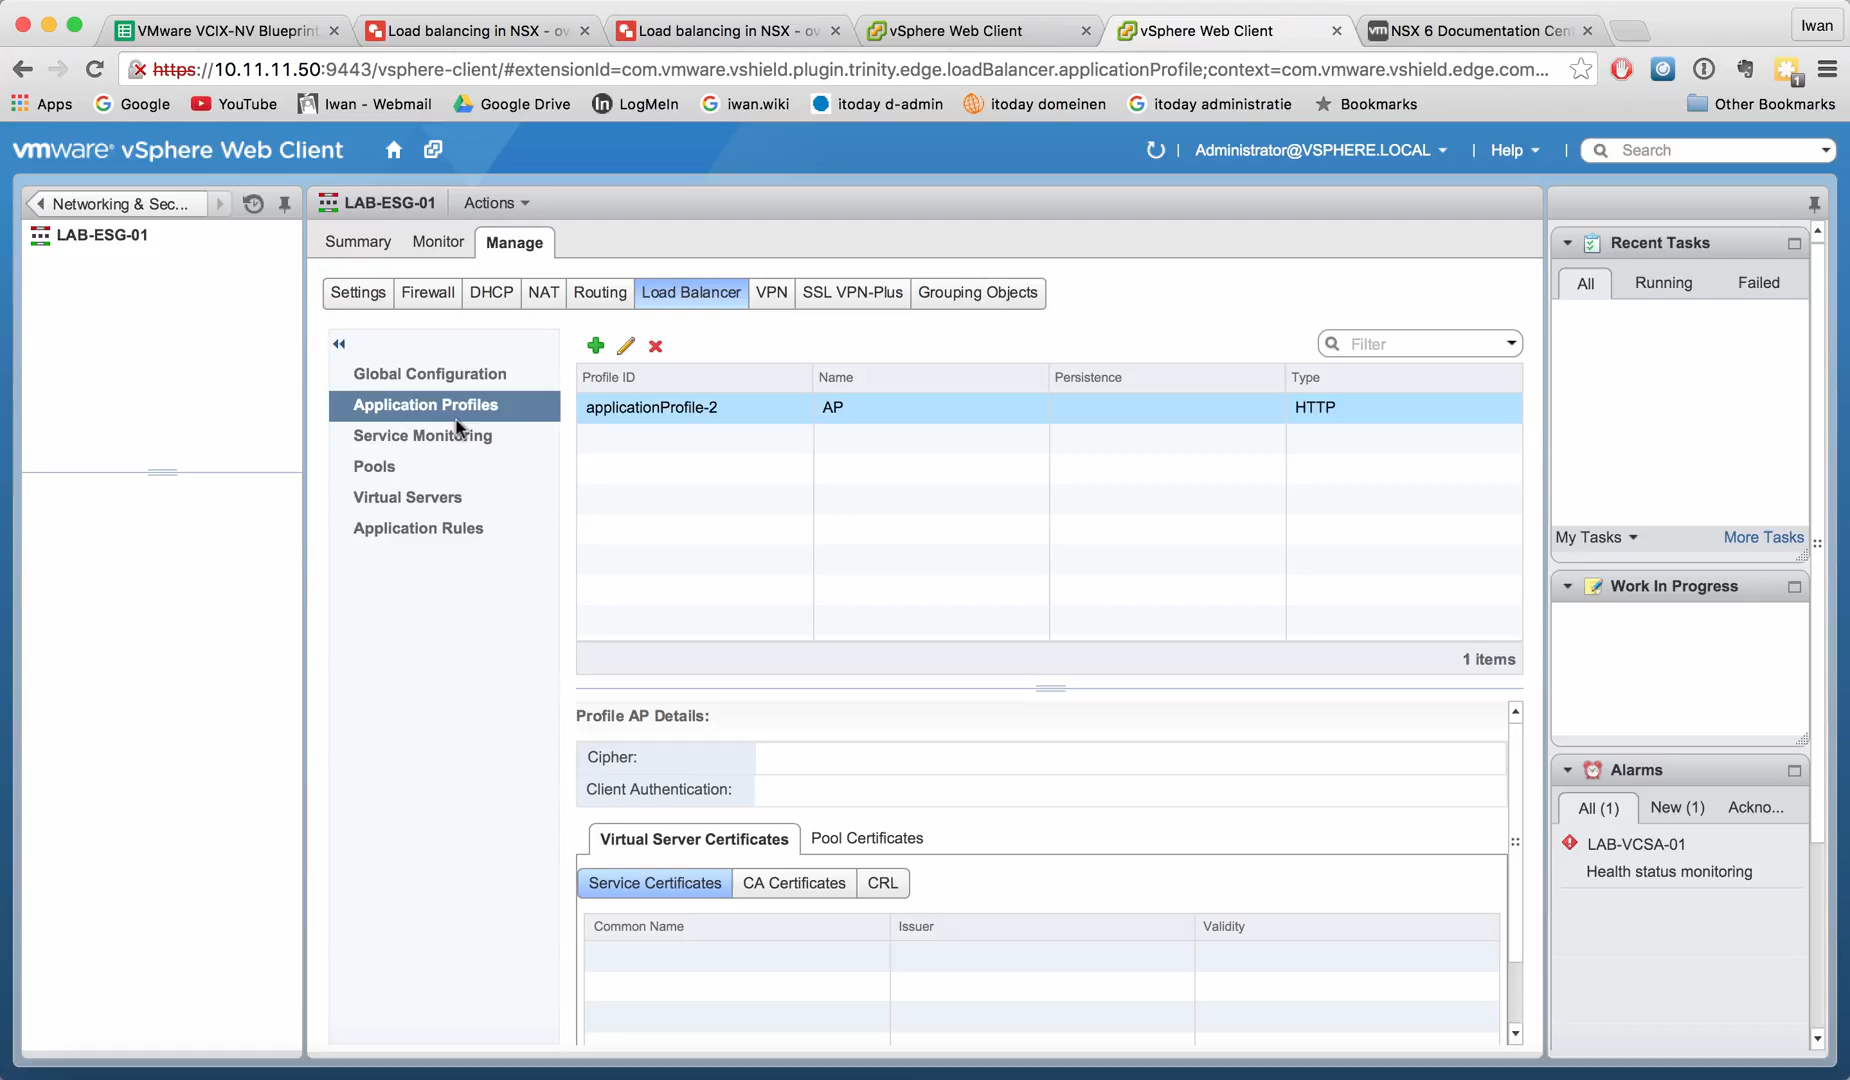 VMware VCIX-NV Blueprint
Load balancing in NSX - ov
Load balancing in NSX - ov
vSphere Web Client
vSphere Web Client
NSX 6 Documentation Cen
Iwan
https://10.11.11.50:9443/vsphere-client/#extensionId=com.vmware.vshield.plugin.trinity.edge.loadBalancer.applicationProfile;context=com.vmware.vshield.edge.com...
Apps Google YouTube Iwan - Webmail Google Drive LogMeIn iwan.wiki itoday d-admin itoday domeinen itoday administratie Bookmarks Other Bookmarks
vmware vSphere Web Client
Administrator@VSPHERE.LOCAL | Help | Search
Networking & Sec...
LAB-ESG-01
LAB-ESG-01 Actions
Summary Monitor Manage
Settings Firewall DHCP NAT Routing Load Balancer VPN SSL VPN-Plus Grouping Objects
Global Configuration
Application Profiles
Service Monitoring
Pools
Virtual Servers
Application Rules
Filter
Profile ID Name Persistence Type
applicationProfile-2 AP HTTP
1 items
Profile AP Details:
Cipher:
Client Authentication:
Virtual Server Certificates Pool Certificates
Service Certificates CA Certificates CRL
Common Name Issuer Validity
Recent Tasks
All Running Failed
My Tasks More Tasks
Work In Progress
Alarms
All (1) New (1) Ackno...
LAB-VCSA-01
Health status monitoring